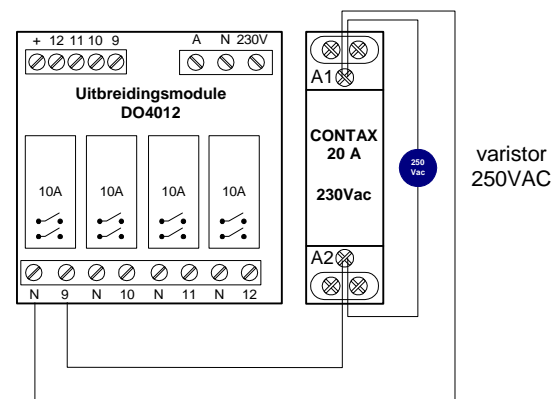 + 12 11 10 9
A N 230V
Uitbreidingsmodule
DO4012
10A 10A 10A 10A
N 9 N 10 N 11 N 12
A1
CONTAX
20 A
230Vac
A2
250
Vac
varistor
250VAC